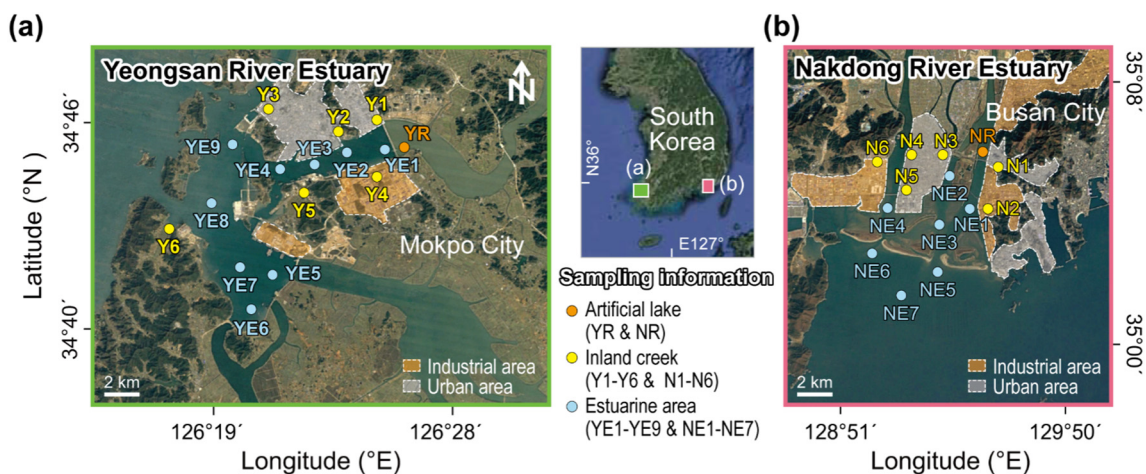 (a)
Yeongsan River Estuary
N
Y3
Y1
Y2
YR
YE9
YE3
YE4
YE2
YE1
Y4
Y5
YE8
Y6
Mokpo City
YE7
YE5
YE6
2 km
Industrial area
Urban area
34°46´
34°40´
Latitude (°N)
126°19´
126°28´
Longitude (°E)
South
Korea
(a)
(b)
N36°
E127°
Sampling information
Artificial lake
(YR & NR)
Inland creek
(Y1-Y6 & N1-N6)
Estuarine area
(YE1-YE9 & NE1-NE7)
(b)
Nakdong River Estuary
Busan City
NR
N6
N4
N3
N1
N5
NE2
N2
NE4
NE1
NE3
NE6
NE5
NE7
2 km
Industrial area
Urban area
35°08´
35°00´
128°51´
129°50´
Longitude (°E)